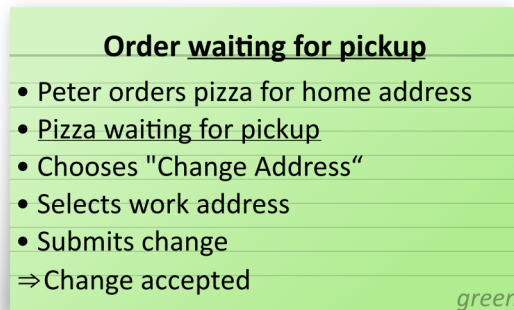 Order waiting for pickup
• Peter orders pizza for home address
• Pizza waiting for pickup
• Chooses "Change Address“
• Selects work address
• Submits change
⇒Change accepted
green